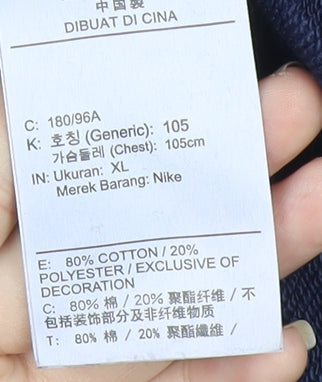 中國製
DIBUAT DI CINA
C: 180/96A
K: 호칭 (Generic): 105
가슴둘레 (Chest): 105cm
IN: Ukuran: XL
Merek Barang: Nike
E: 80% COTTON / 20%
POLYESTER / EXCLUSIVE OF
DECORATION
C: 80% 棉 / 20% 聚酯纤维 / 不
包括装饰部分及非纤维物质
T: 80% 棉 / 20% 聚酯纖維 /